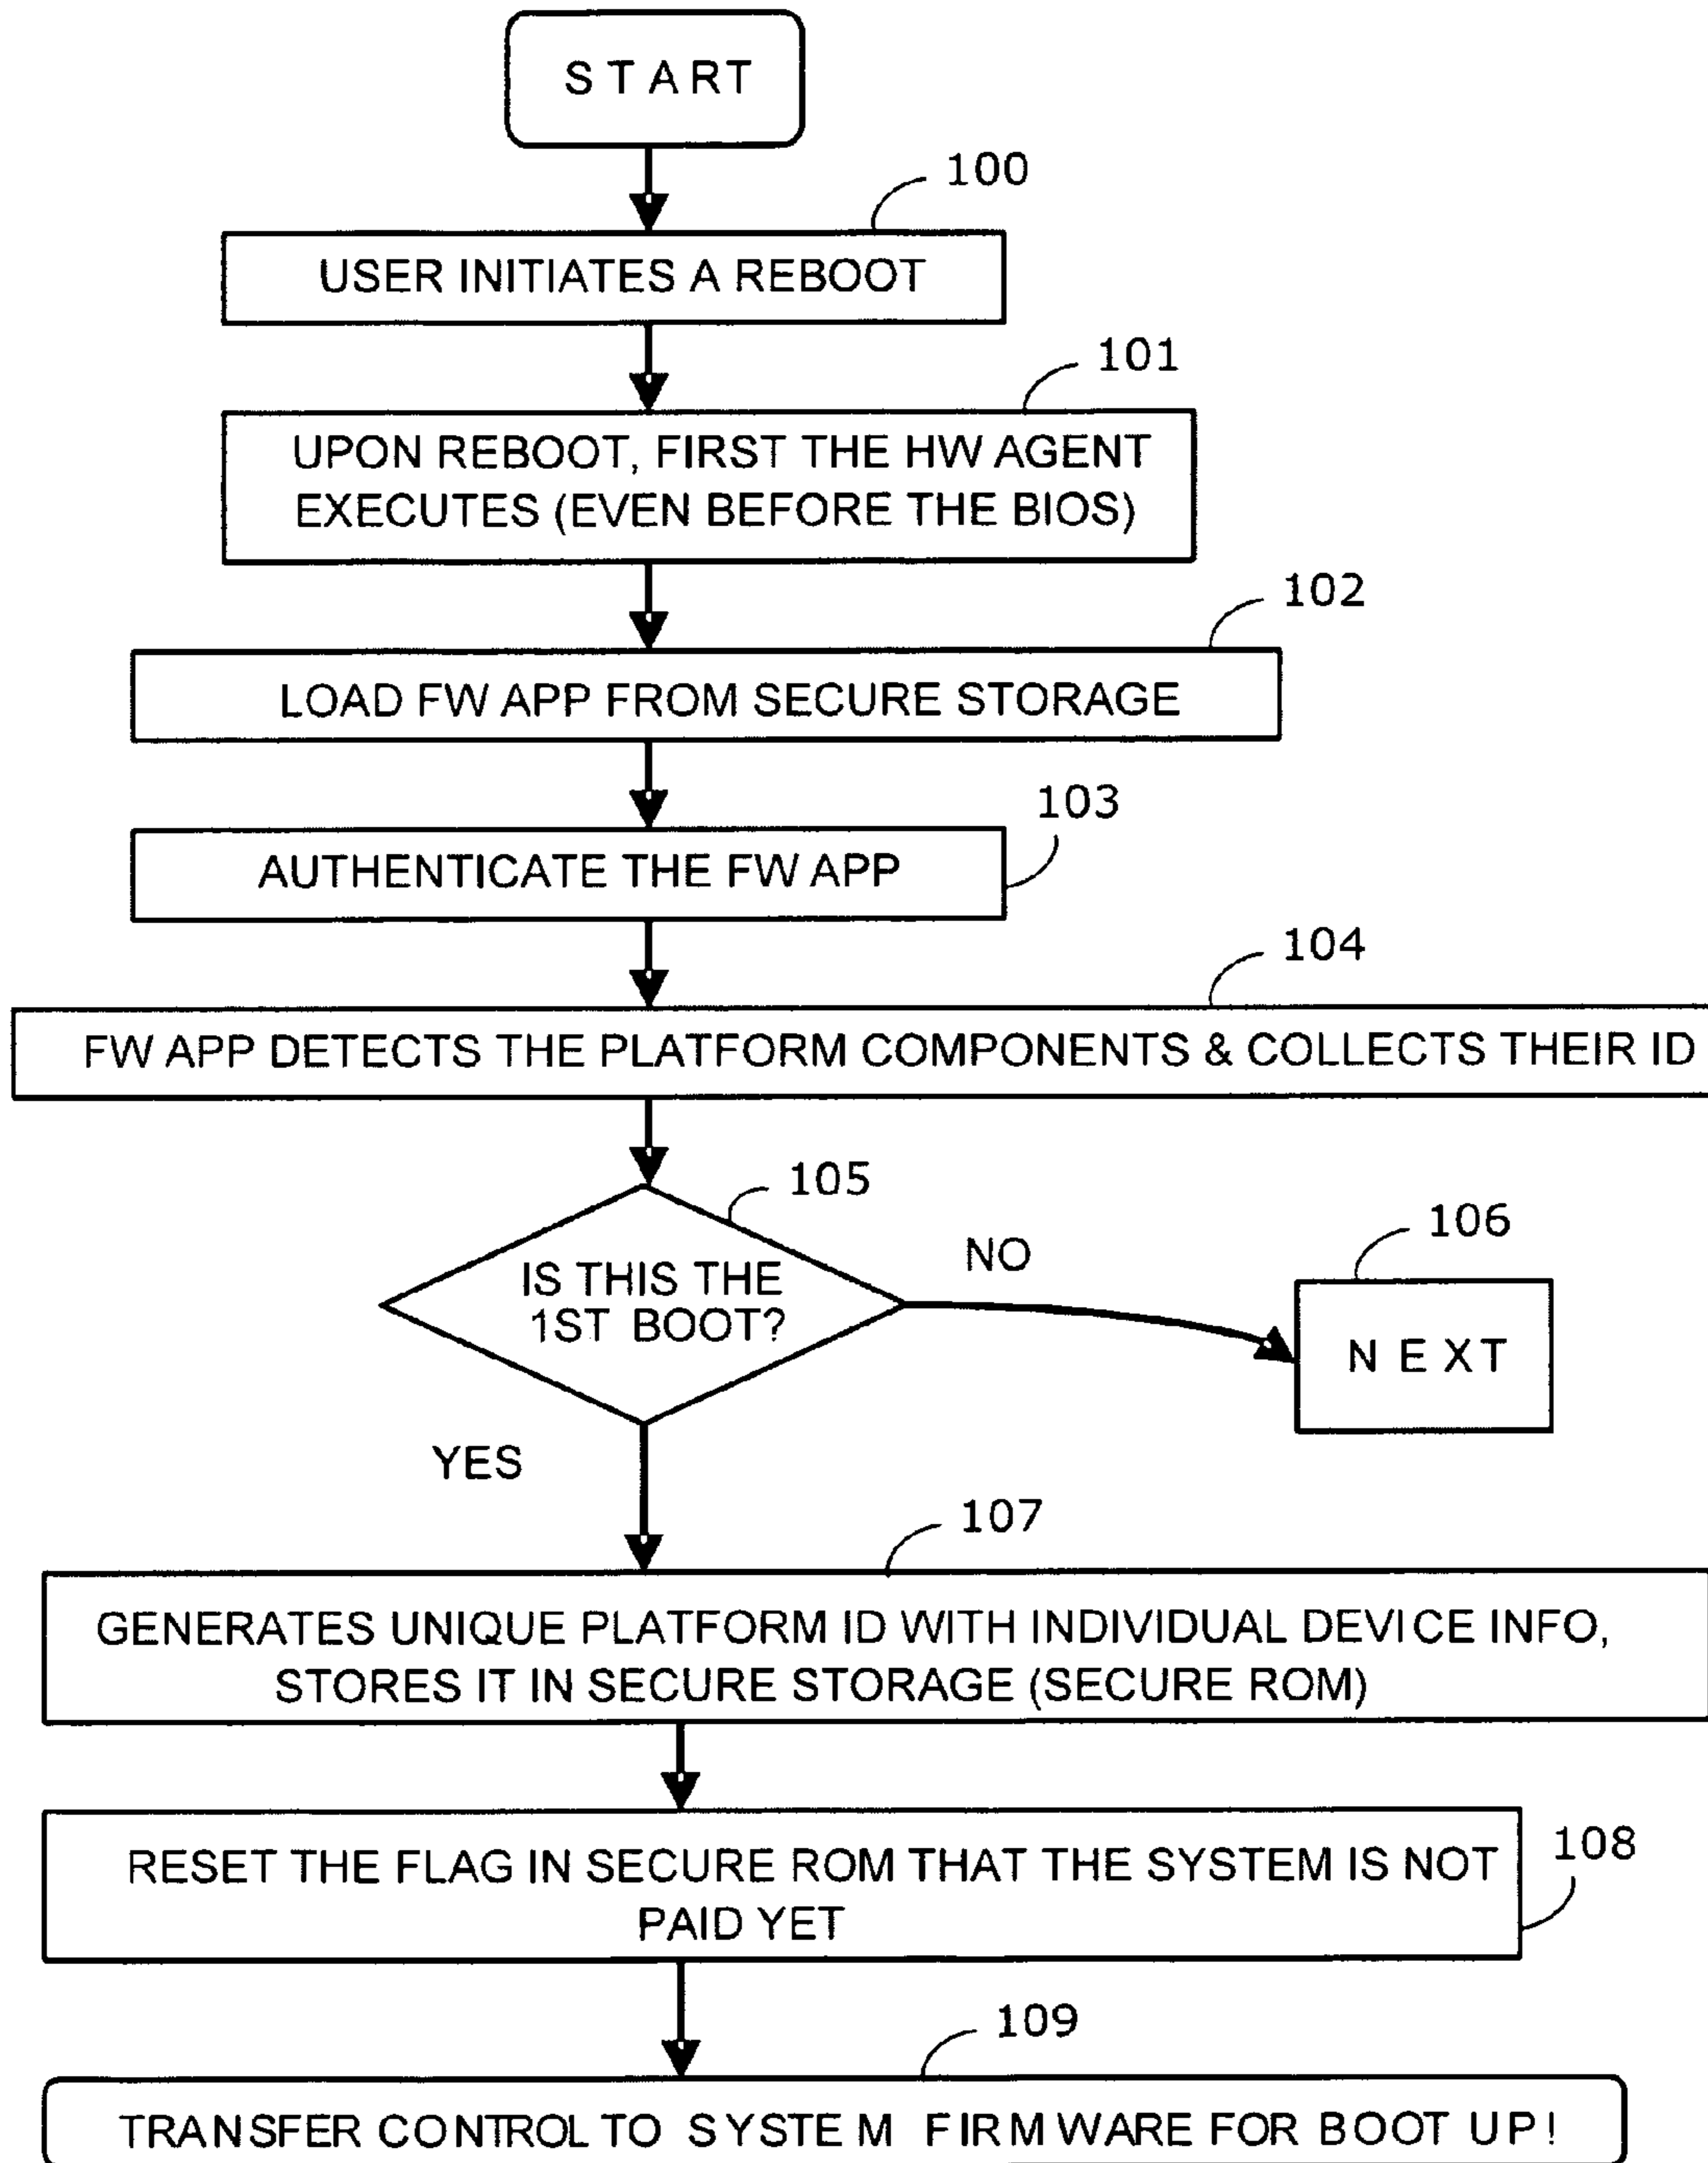 START
100
USER INITIATES A REBOOT
101
UPON REBOOT, FIRST THE HW AGENT
EXECUTES (EVEN BEFORE THE BIOS)
102
LOAD FW APP FROM SECURE STORAGE
103
AUTHENTICATE THE FW APP
104
FW APP DETECTS THE PLATFORM COMPONENTS & COLLECTS THEIR ID
105
IS THIS THE
1ST BOOT?
NO
106
NEXT
YES
107
GENERATES UNIQUE PLATFORM ID WITH INDIVIDUAL DEVICE INFO,
STORES IT IN SECURE STORAGE (SECURE ROM)
RESET THE FLAG IN SECURE ROM THAT THE SYSTEM IS NOT
PAID YET
108
109
TRANSFER CONTROL TO SYSTEM FIRMWARE FOR BOOT UP!